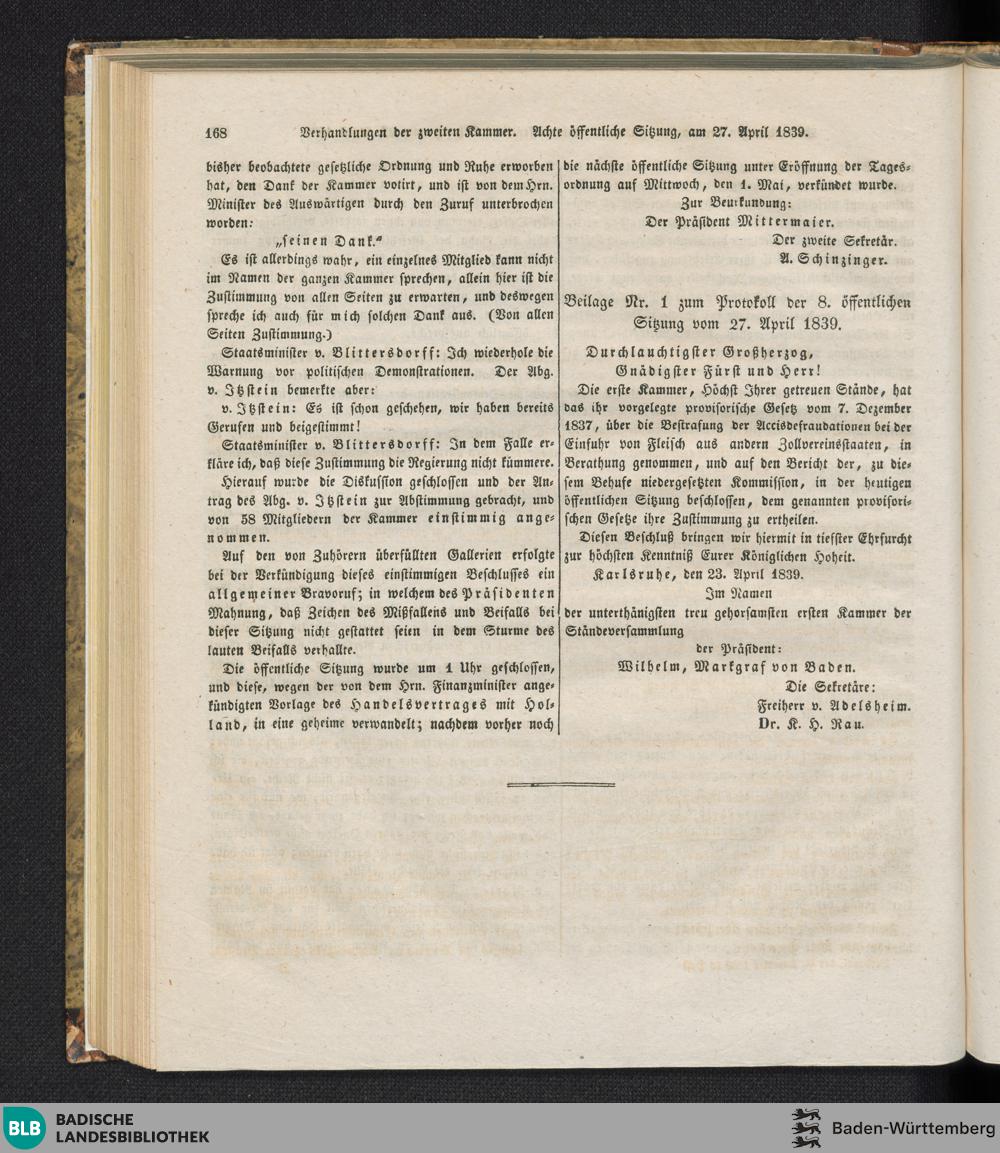 168 Verhandlungen der zweiten Kammer. Achte öffentliche Sitzung, am 27. April 1839.
bisher beobachtete gesetzliche Ordnung und Ruhe erworben
hat, den Dank der Kammer votirt, und ist von dem Hrn.
Minister des Auswärtigen durch den Zuruf unterbrochen
worden:
„seinen Dank.“
Es ist allerdings wahr, ein einzelnes Mitglied kann nicht
im Namen der ganzen Kammer sprechen, allein hier ist die
Zustimmung von allen Seiten zu erwarten, und deswegen
spreche ich auch für mich solchen Dank aus. (Von allen
Seiten Zustimmung.)
Staatsminister v. Blittersdorff: Ich wiederhole die
Warnung vor politischen Demonstrationen. Der Abg.
v. Itzstein bemerkte aber:
v. Itzstein: Es ist schon geschehen, wir haben bereits
Gerufen und beigestimmt!
Staatsminister v. Blittersdorff: In dem Falle er-
kläre ich, daß diese Zustimmung die Regierung nicht kümmere.
Hierauf wurde die Diskussion geschlossen und der An-
trag des Abg. v. Itzstein zur Abstimmung gebracht, und
von 58 Mitgliedern der Kammer einstimmig ange-
nommen.
Auf den von Zuhörern überfüllten Gallerien erfolgte
bei der Verkündigung dieses einstimmigen Beschlusses ein
allgemeiner Bravoruf; in welchem des Präsidenten
Mahnung, daß Zeichen des Mißfallens und Beifalls bei
dieser Sitzung nicht gestattet seien in dem Sturme des
lauten Beifalls verhallte.
Die öffentliche Sitzung wurde um 1 Uhr geschlossen,
und diese, wegen der von dem Hrn. Finanzminister ange-
kündigten Vorlage des Handelsvertrages mit Hol-
land, in eine geheime verwandelt; nachdem vorher noch
die nächste öffentliche Sitzung unter Eröffnung der Tages-
ordnung auf Mittwoch, den 1. Mai, verkündet wurde.
Zur Beurkundung:
Der Präsident Mittermaier.
Der zweite Sekretär.
A. Schinzinger.
Beilage Nr. 1 zum Protokoll der 8. öffentlichen
Sitzung vom 27. April 1839.
Durchlauchtigster Großherzog,
Gnädigster Fürst und Herr!
Die erste Kammer, Höchst Ihrer getreuen Stände, hat
das ihr vorgelegte provisorische Gesetz vom 7. Dezember
1837, über die Bestrafung der Accisdefraudationen bei der
Einfuhr von Fleisch aus andern Zollvereinsstaaten, in
Berathung genommen, und auf den Bericht der, zu die-
sem Behufe niedergesetzten Kommission, in der heutigen
öffentlichen Sitzung beschlossen, dem genannten provisori-
schen Gesetze ihre Zustimmung zu ertheilen.
Diesen Beschluß bringen wir hiermit in tiefster Ehrfurcht
zur höchsten Kenntniß Eurer Königlichen Hoheit.
Karlsruhe, den 23. April 1839.
Im Namen
der unterthänigsten treu gehorsamsten ersten Kammer der
Ständeversammlung
der Präsident:
Wilhelm, Markgraf von Baden.
Die Sekretäre:
Freiherr v. Adelsheim.
Dr. K. H. Rau.
BLB BADISCHE
LANDESBIBLIOTHEK
Baden-Württemberg